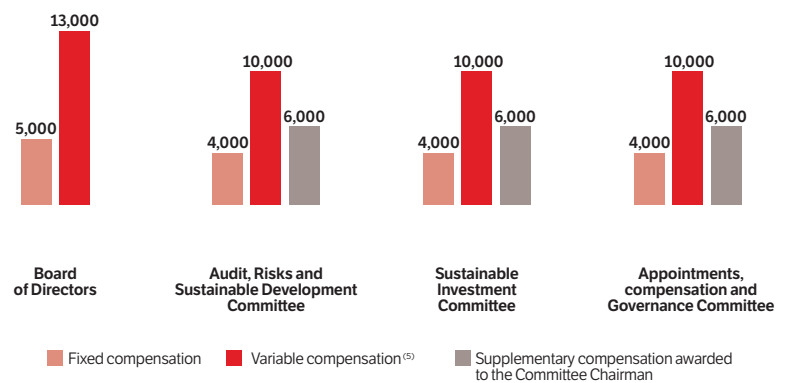 13,000
5,000
10,000
4,000
6,000
10,000
4,000
6,000
10,000
4,000
6,000
Board
of Directors
Audit, Risks and
Sustainable Development
Committee
Sustainable
Investment
Committee
Appointments,
compensation and
Governance Committee
Fixed compensation
Variable compensation (5)
Supplementary compensation awarded
to the Committee Chairman